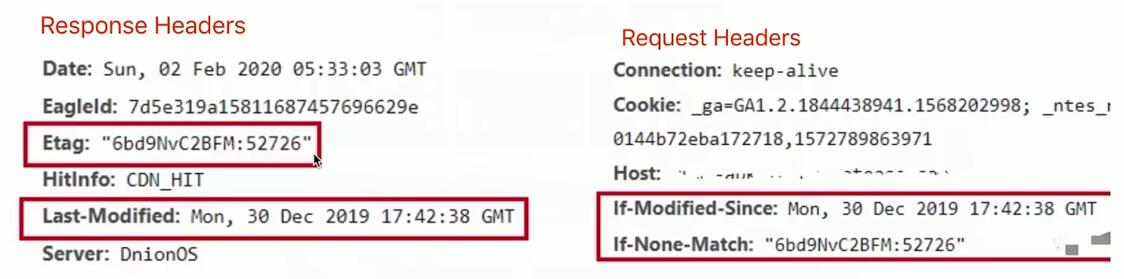 Response Headers
Date: Sun, 02 Feb 2020 05:33:03 GMT
EagleId: 7d5e319a15811687457696629e
Etag: "6bd9NvC2BFM:52726"
HitInfo: CDN_HIT
Last-Modified: Mon, 30 Dec 2019 17:42:38 GMT
Server: DnionOS
Request Headers
Connection: keep-alive
Cookie: _ga=GA1.2.1844438941.1568202998;
0144b72eba172718,1572789863971
Host:
If-Modified-Since: Mon, 30 Dec 2019 17:42:38 GMT
If-None-Match: "6bd9NvC2BFM:52726"